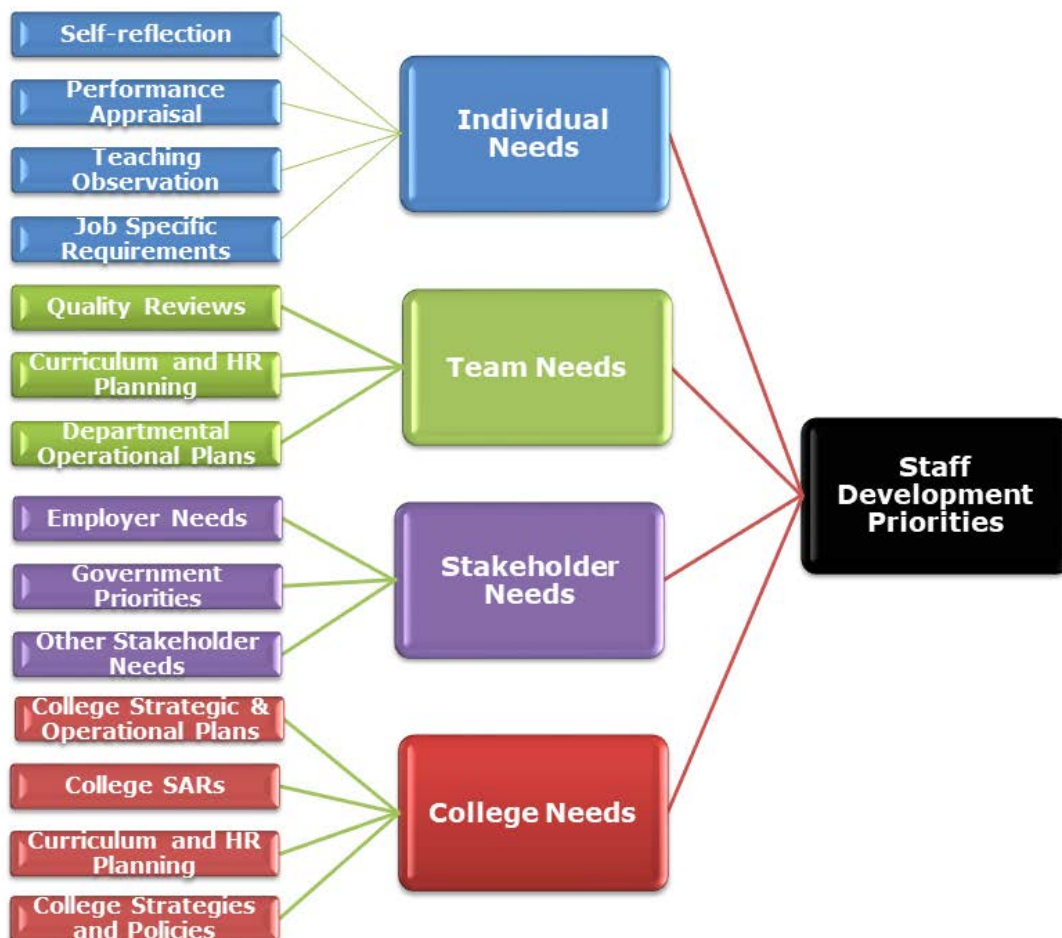 Self-reflection
Performance
Appraisal
Teaching
Observation
Job Specific
Requirements
Individual
Needs
Quality Reviews
Curriculum and HR
Planning
Departmental
Operational Plans
Team Needs
Employer Needs
Government
Priorities
Other Stakeholder
Needs
Stakeholder
Needs
College Strategic &
Operational Plans
College SARs
Curriculum and HR
Planning
College Strategies
and Policies
College Needs
Staff
Development
Priorities